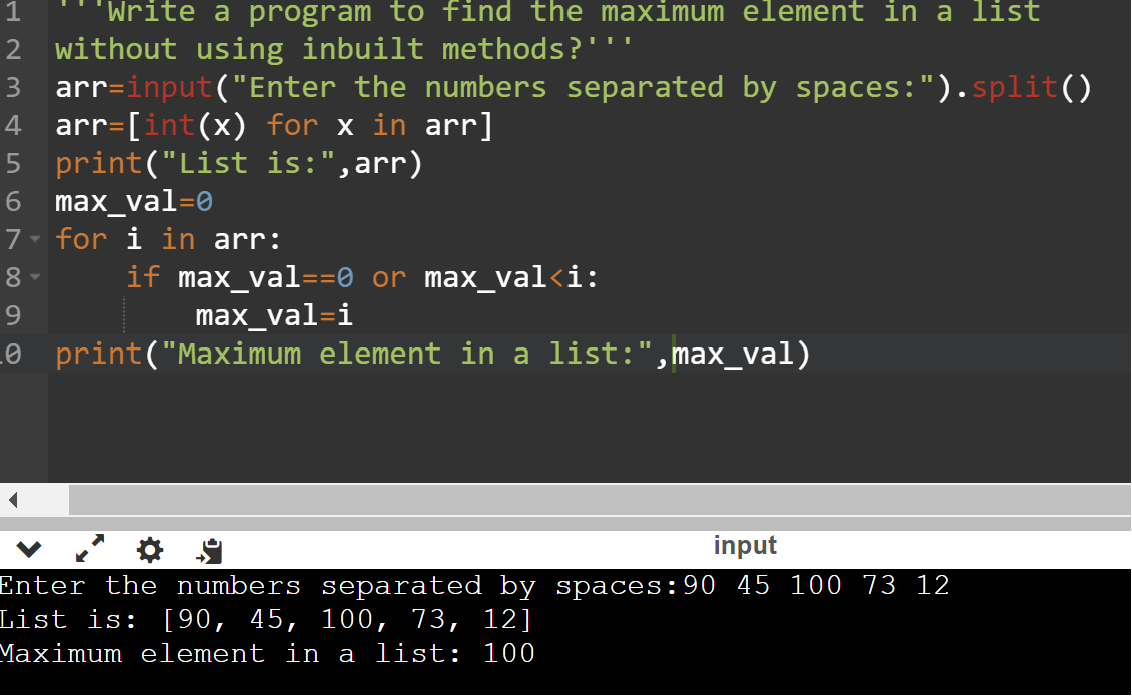 1 '''Write a program to find the maximum element in a list
2 without using inbuilt methods?'''
3 arr=input("Enter the numbers separated by spaces:").split()
4 arr=[int(x) for x in arr]
5 print("List is:",arr)
6 max_val=0
7 for i in arr:
8     if max_val==0 or max_val<i:
9         max_val=i
10 print("Maximum element in a list:",max_val)
input
Enter the numbers separated by spaces:90 45 100 73 12
List is: [90, 45, 100, 73, 12]
Maximum element in a list: 100